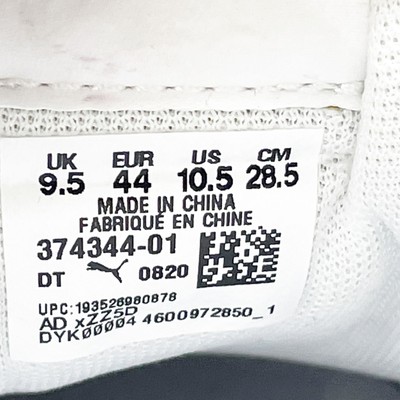 UK EUR US CM
9.5 44 10.5 28.5
MADE IN CHINA
FABRIQUÉ EN CHINE
374344-01
DT 0820
UPC:193526980878
AD xZZ5D
DYK00004 4600972850_1